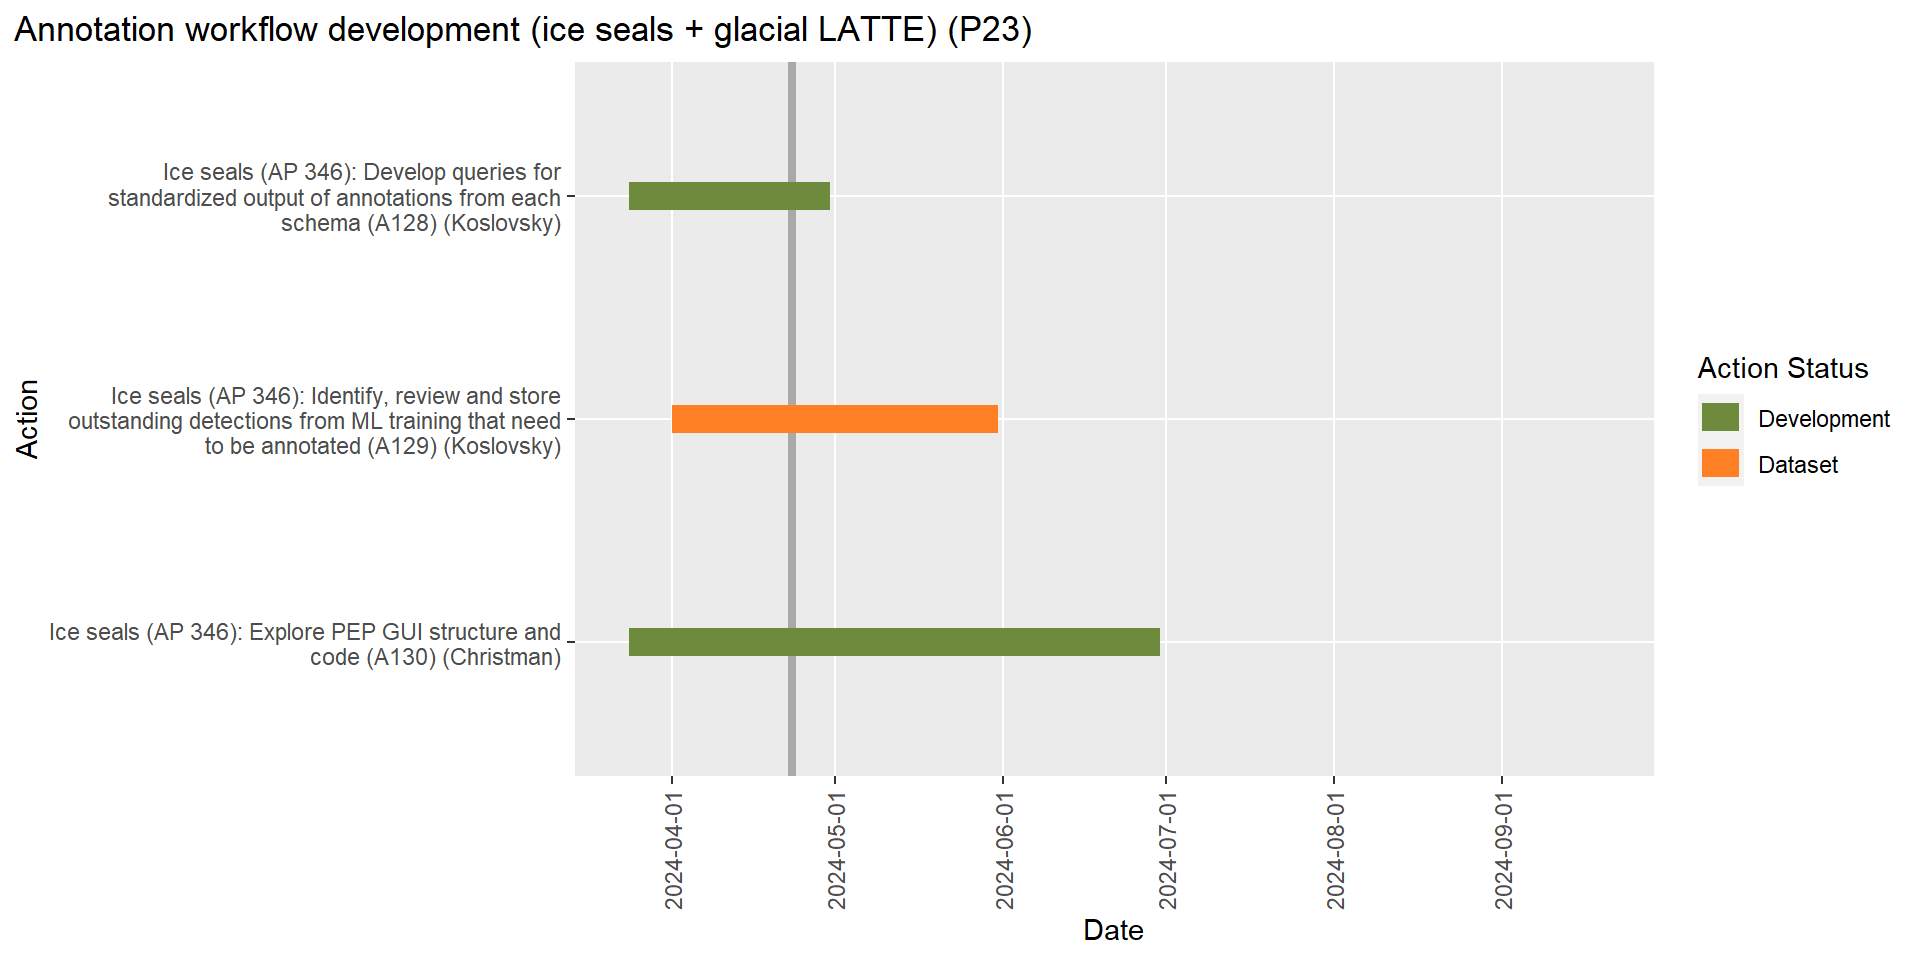 Annotation workflow development (ice seals + glacial LATTE) (P23)
Ice seals (AP 346): Develop queries for
standardized output of annotations from each
schema (A128) (Koslovsky)
Ice seals (AP 346): Identify, review and store
outstanding detections from ML training that need
to be annotated (A129) (Koslovsky)
Ice seals (AP 346): Explore PEP GUI structure and
code (A130) (Christman)
Action
2024-04-01
2024-05-01
2024-06-01
2024-07-01
2024-08-01
2024-09-01
Date
Action Status
Development
Dataset